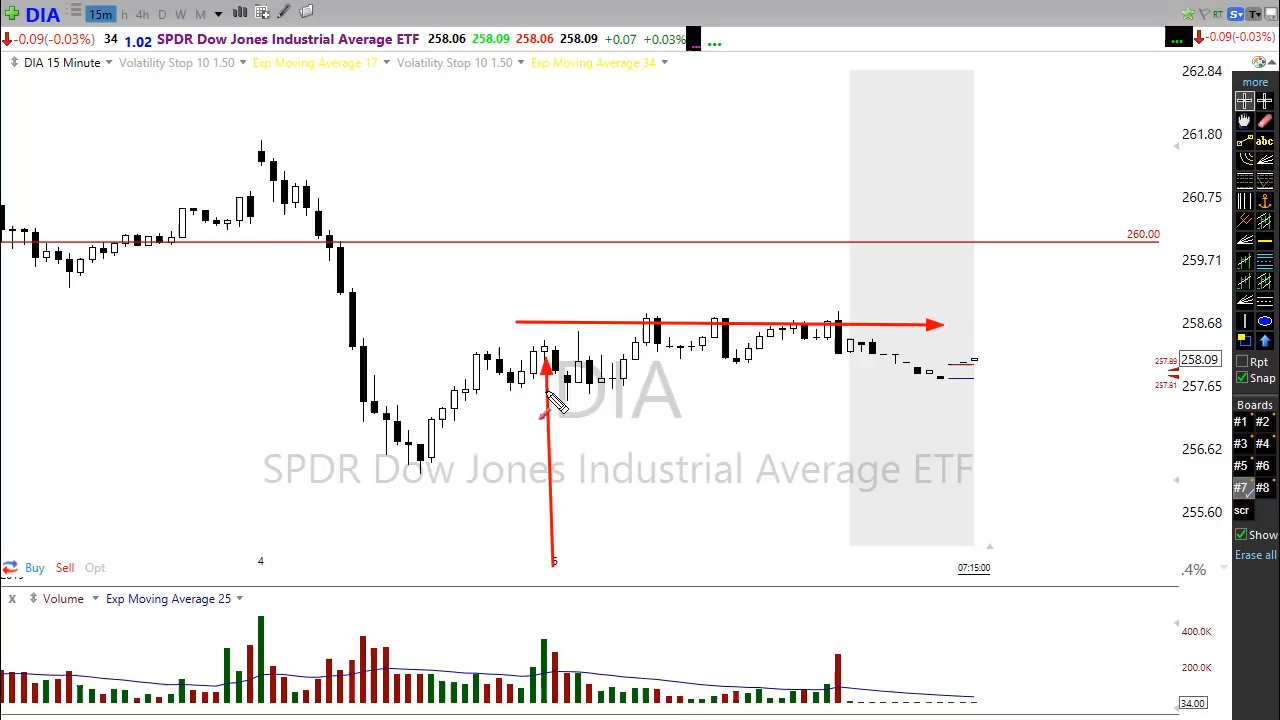 DIA 15m h 4h D W M RT S T
-0.09(-0.03%) 34 1.02 SPDR Dow Jones Industrial Average ETF 258.06 258.09 258.06 258.09 +0.07 +0.03% ... ... ... -0.09(-0.03%)
DIA 15 Minute Volatility Stop 10 1.50 Exp Moving Average 17 Volatility Stop 10 1.50 Exp Moving Average 34
262.84
more
abc
261.80
260.75
260.00
259.71
258.68
257.89 258.09
Rpt
257.81 257.65
Snap
DIA
Boards
#1 #2
256.62 #3 #4
SPDR Dow Jones Industrial Average ETF
#5 #6
#7 #8
255.60 scr
Show
Erase all
4 5
Buy Sell Opt 07:15:00 .4%
X Volume Exp Moving Average 25
400.0K
200.0K
34.00